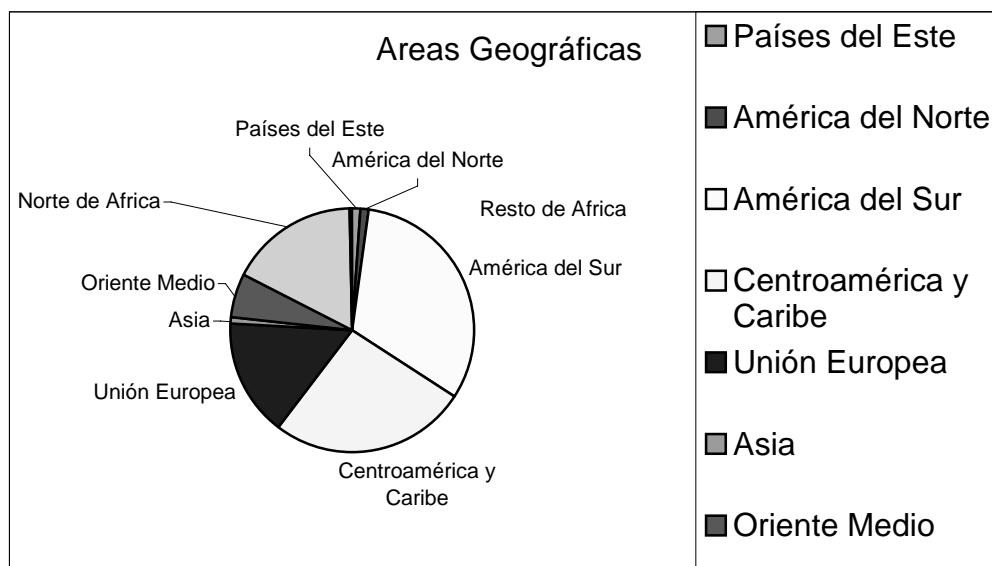 Areas Geográficas
Países del Este
América del Norte
Norte de Africa
Resto de Africa
América del Sur
Oriente Medio
Asia
Unión Europea
Centroamérica y
Caribe
Países del Este
América del Norte
América del Sur
Centroamérica y
Caribe
Unión Europea
Asia
Oriente Medio